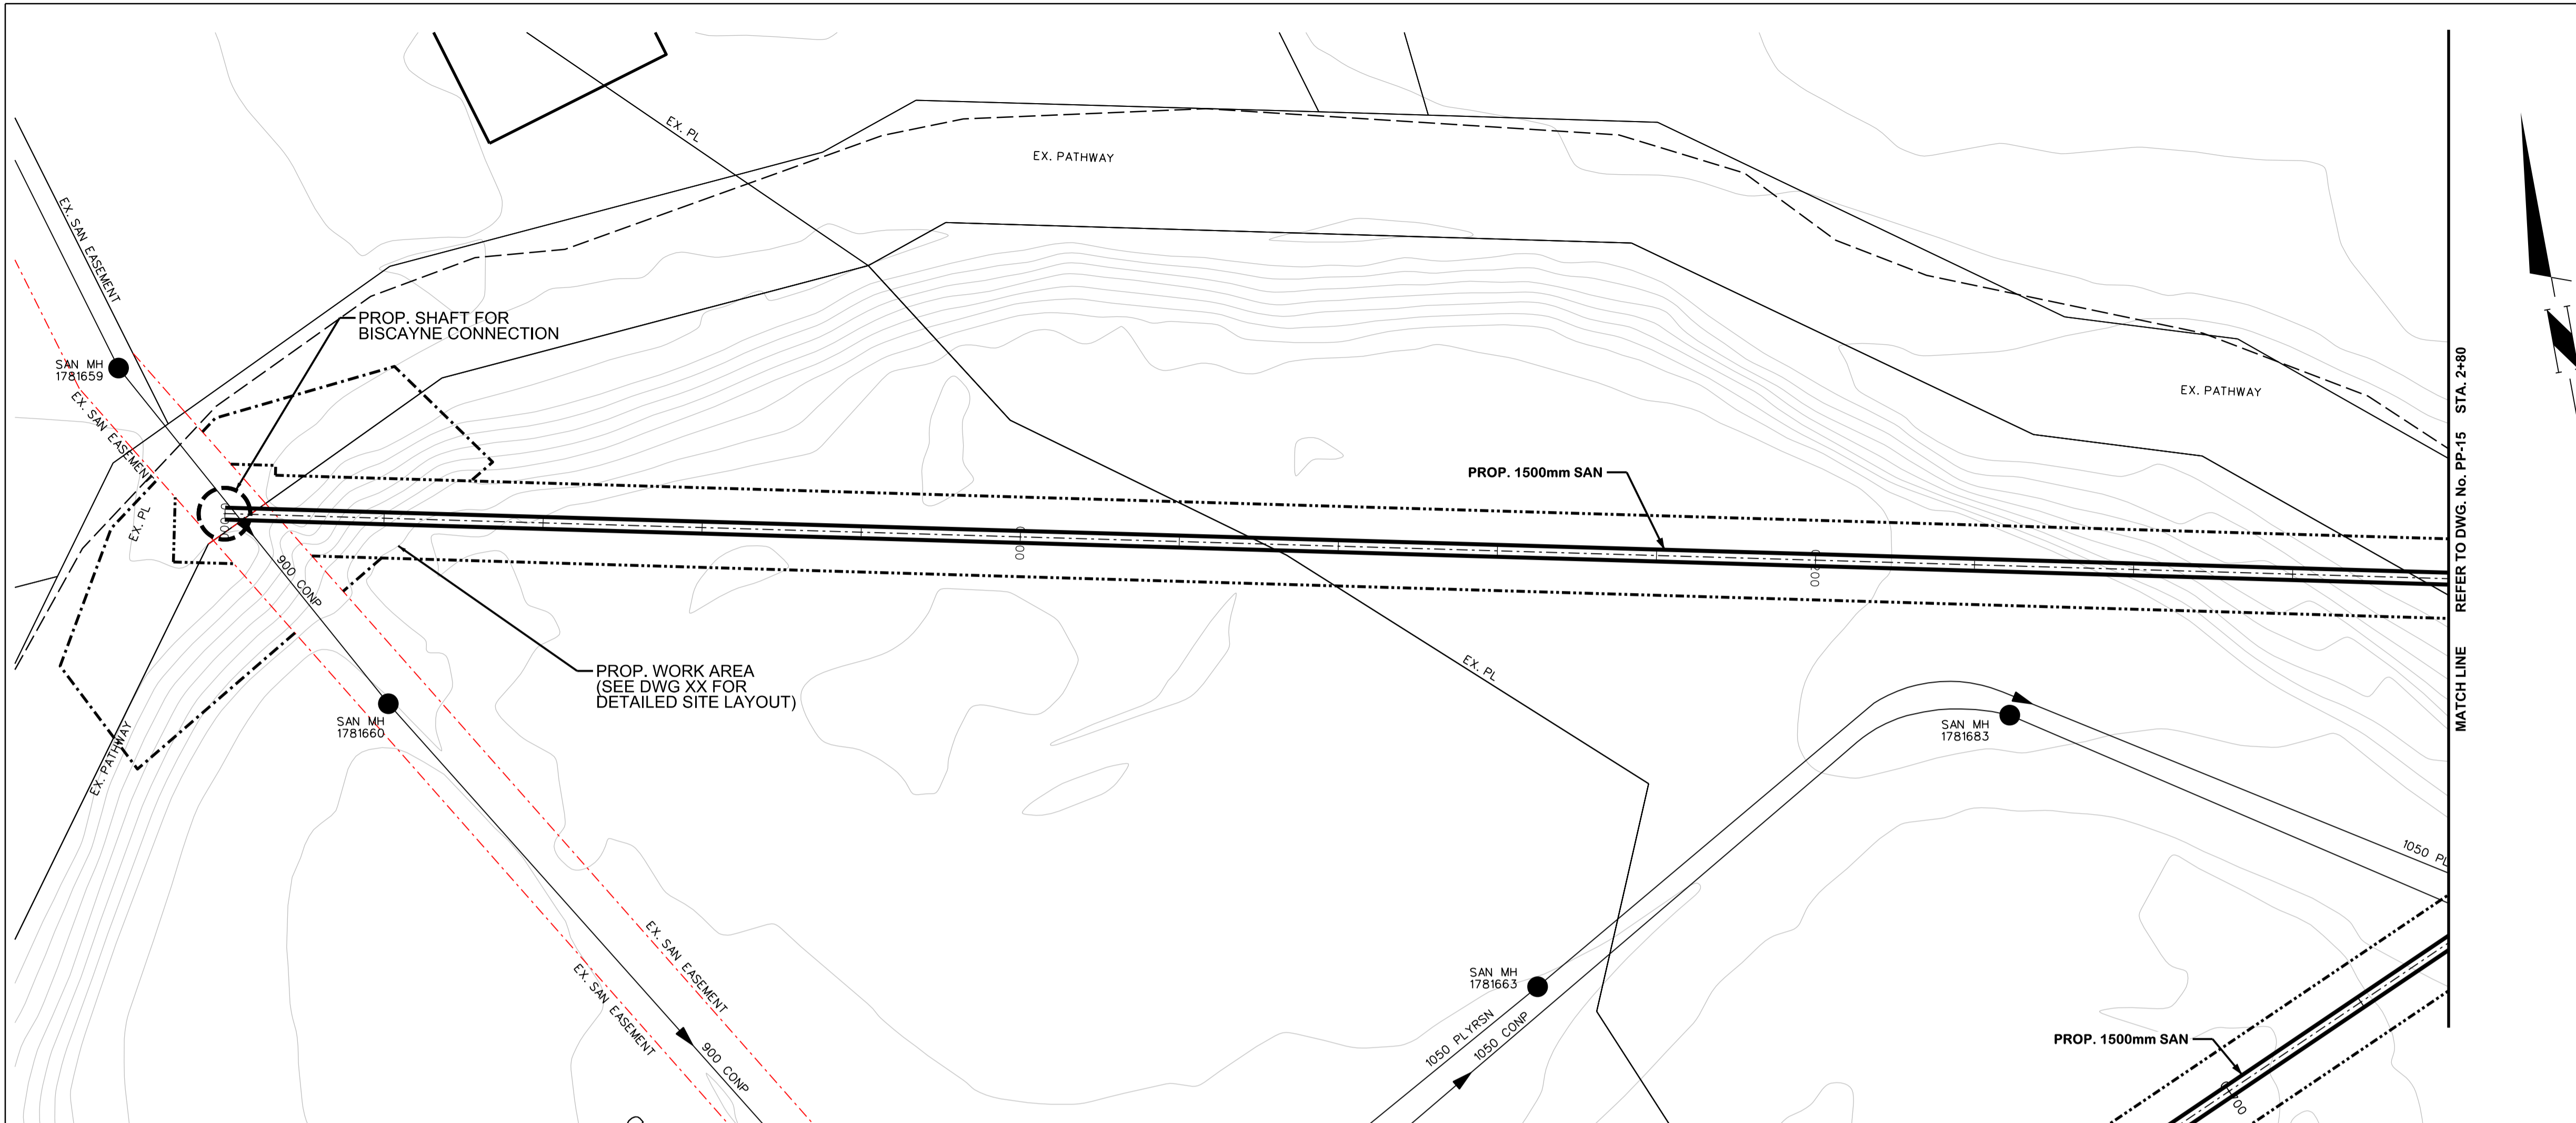 EX. PL
EX. PATHWAY
EX. SAN EASEMENT
PROP. SHAFT FOR
BISCAYNE CONNECTION
SAN MH
1781659
EX. SAN EASEMENT
EX. PL
EX. PATHWAY
PROP. 1500mm SAN
900 CONP
PROP. WORK AREA
(SEE DWG XX FOR
DETAILED SITE LAYOUT)
SAN MH
1781660
EX. PATHWAY
EX. PL
SAN MH
1781683
1050 PL
EX. SAN EASEMENT
EX. SAN EASEMENT
900 CONP
SAN MH
1781663
1050 PLYRSN
1050 CONP
PROP. 1500mm SAN
MATCH LINE REFER TO DWG. No. PP-15 STA. 2+80